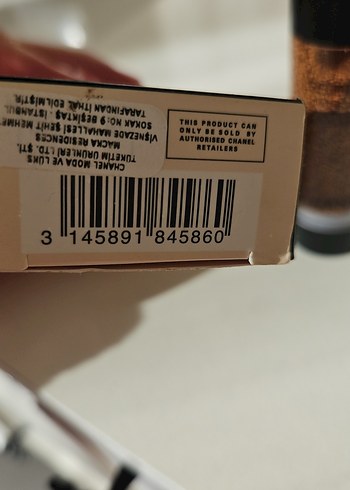 CHANEL MODA VE LÜKS
TÜKETİM ÜRÜNLERİ LTD. ŞTİ.
MACKA RESIDENCES
VİŞNEZADE MAHALLESİ ŞEHİT MEHMET
SOKAK NO:9 BEŞİKTAŞ - İSTANBUL
TARAFINDAN İTHAL EDİLMİŞTİR.
THIS PRODUCT CAN
ONLY BE SOLD BY
AUTHORISED CHANEL
RETAILERS
3 145891 845860